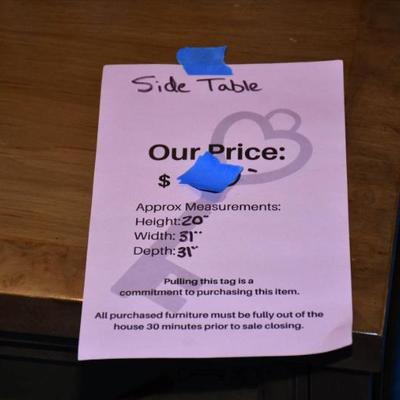 Side Table
Our Price:
$
Approx Measurements:
Height: 20"
Width: 31"
Depth: 31"
Pulling this tag is a
commitment to purchasing this item.
All purchased furniture must be fully out of the
house 30 minutes prior to sale closing.